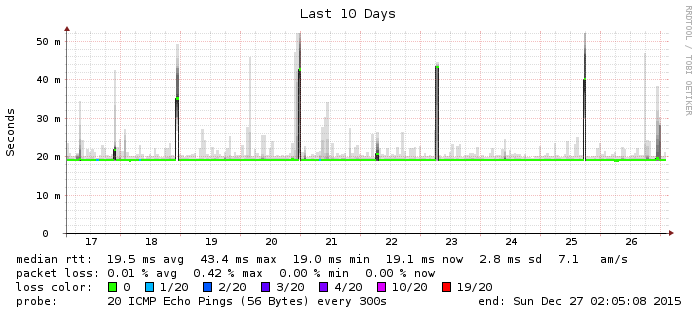 Last 10 Days
RRDTOOL / TOBI OETIKER
Seconds
50 m
40 m
30 m
20 m
10 m
0
17 18 19 20 21 22 23 24 25 26
median rtt: 19.5 ms avg 43.4 ms max 19.0 ms min 19.1 ms now 2.8 ms sd 7.1 am/s
packet loss: 0.01 % avg 0.42 % max 0.00 % min 0.00 % now
loss color: 0 1/20 2/20 3/20 4/20 10/20 19/20
probe: 20 ICMP Echo Pings (56 Bytes) every 300s end: Sun Dec 27 02:05:08 2015